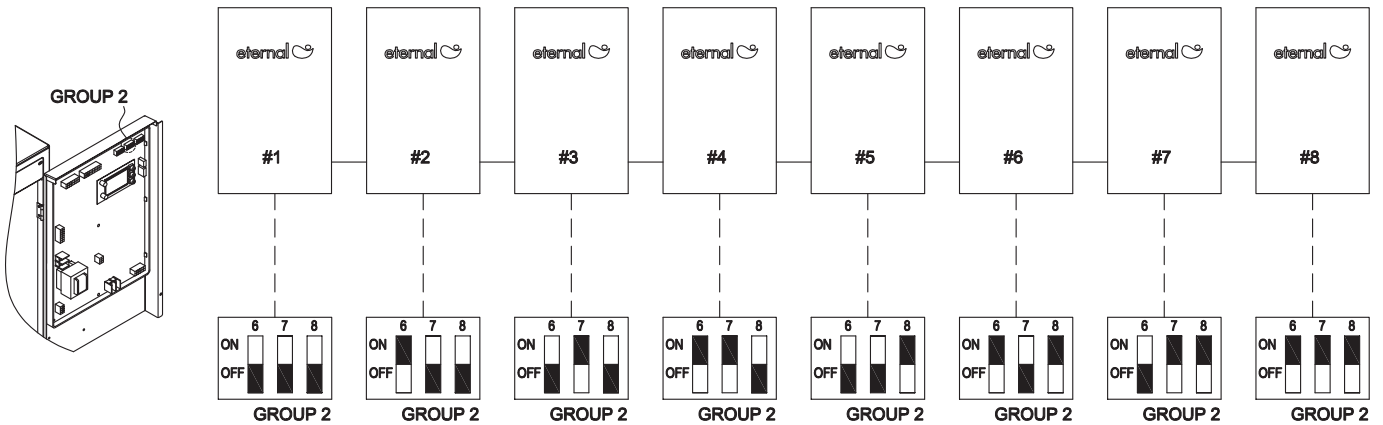 GROUP 2
eternal eternal eternal eternal eternal eternal eternal eternal
#1 #2 #3 #4 #5 #6 #7 #8
6 7 8 6 7 8 6 7 8 6 7 8 6 7 8 6 7 8 6 7 8 6 7 8
ON ON ON ON ON ON ON ON
OFF OFF OFF OFF OFF OFF OFF OFF
GROUP 2 GROUP 2 GROUP 2 GROUP 2 GROUP 2 GROUP 2 GROUP 2 GROUP 2